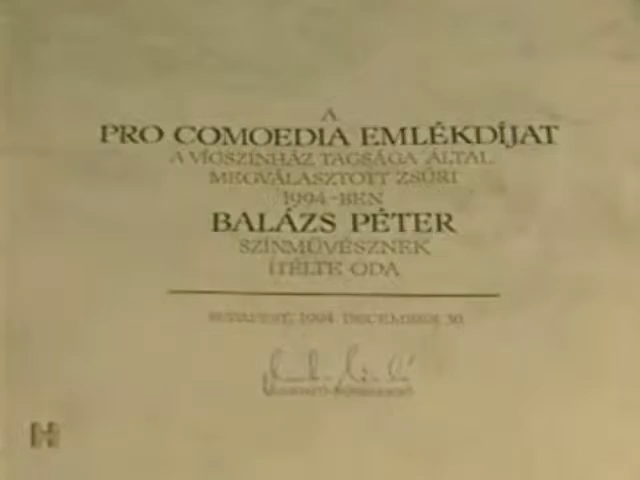 A
PRO COMOEDIA EMLÉKDÍJAT
A VÍGSZÍNHÁZ TAGSÁGA ÁLTAL
MEGVÁLASZTOTT ZSŰRI
1994-BEN
BALÁZS PÉTER
SZÍNMŰVÉSZNEK
ÍTÉLTE ODA
BUDAPEST, 1994. DECEMBER 30.